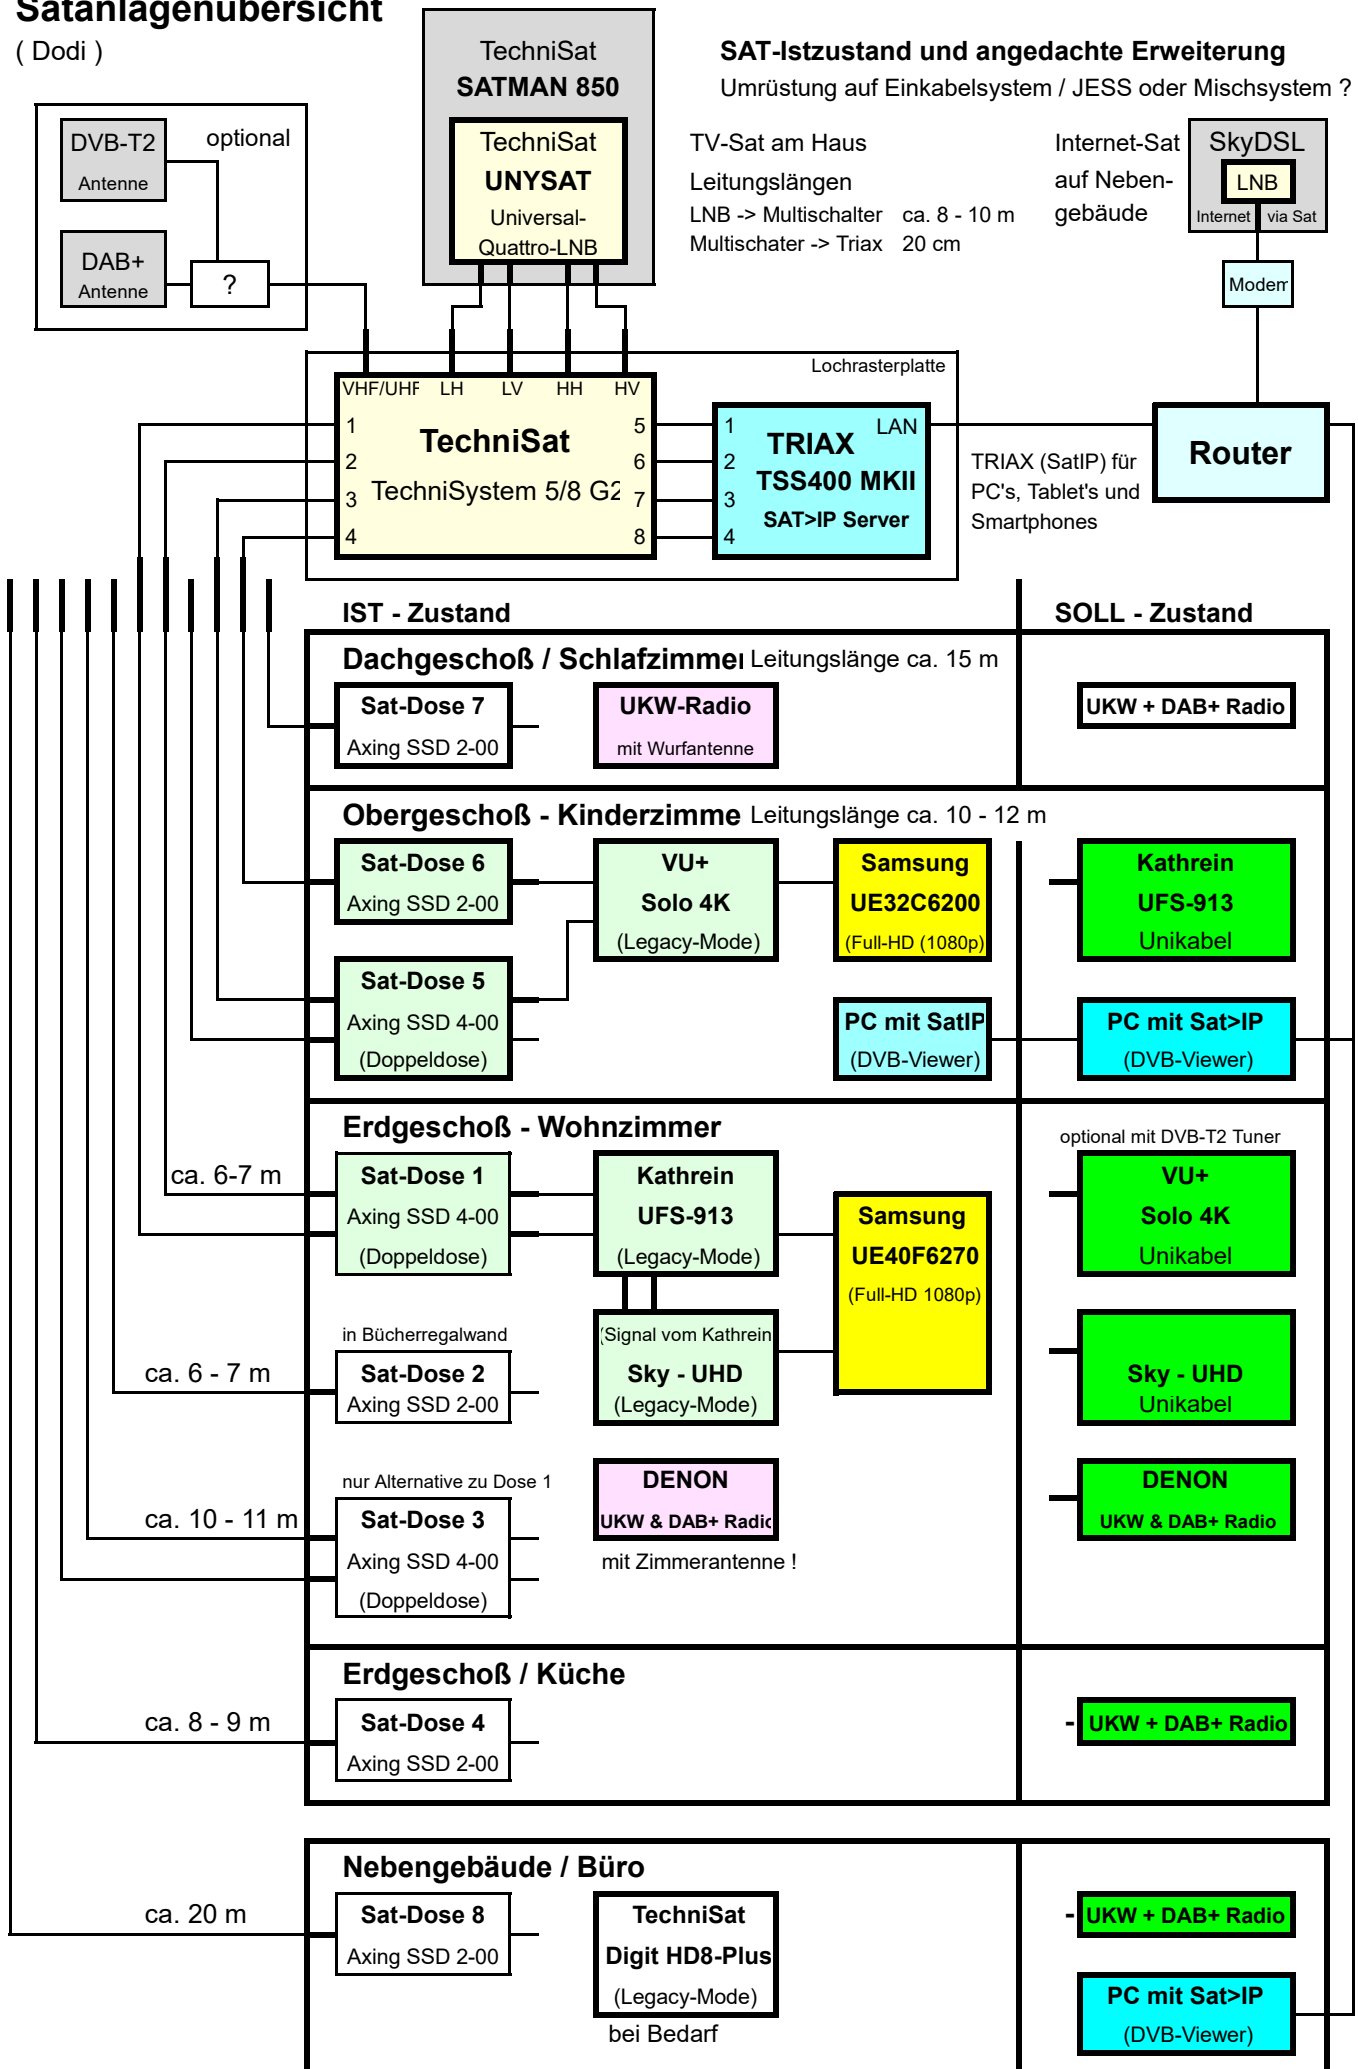 Satanlagenübersicht
( Dodi )
TechniSat
SATMAN 850
TechniSat
UNYSAT
Universal-
Quattro-LNB
SAT-Istzustand und angedachte Erweiterung
Umrüstung auf Einkabelsystem / JESS oder Mischsystem ?
DVB-T2
Antenne
optional
DAB+
Antenne
?
TV-Sat am Haus
Leitungslängen
LNB -> Multischalter ca. 8 - 10 m
Multischater -> Triax 20 cm
Internet-Sat
auf Neben-
gebäude
SkyDSL
LNB
Internet via Sat
Modem
Lochrasterplatte
VHF/UHF LH LV HH HV
1 5
2 6
3 7
4 8
TechniSat
TechniSystem 5/8 G2
1 LAN
2
3
4
TRIAX
TSS400 MKII
SAT>IP Server
TRIAX (SatIP) für
PC's, Tablet's und
Smartphones
Router
IST - Zustand
SOLL - Zustand
Dachgeschoß / Schlafzimmer Leitungslänge ca. 15 m
Sat-Dose 7
Axing SSD 2-00
UKW-Radio
mit Wurfantenne
UKW + DAB+ Radio
Obergeschoß - Kinderzimme Leitungslänge ca. 10 - 12 m
Sat-Dose 6
Axing SSD 2-00
VU+
Solo 4K
(Legacy-Mode)
Samsung
UE32C6200
(Full-HD (1080p)
Kathrein
UFS-913
Unikabel
Sat-Dose 5
Axing SSD 4-00
(Doppeldose)
PC mit SatIP
(DVB-Viewer)
PC mit Sat>IP
(DVB-Viewer)
Erdgeschoß - Wohnzimmer
optional mit DVB-T2 Tuner
ca. 6-7 m
Sat-Dose 1
Axing SSD 4-00
(Doppeldose)
Kathrein
UFS-913
(Legacy-Mode)
Samsung
UE40F6270
(Full-HD 1080p)
VU+
Solo 4K
Unikabel
in Bücherregalwand
ca. 6 - 7 m
Sat-Dose 2
Axing SSD 2-00
(Signal vom Kathrein
Sky - UHD
(Legacy-Mode)
Sky - UHD
Unikabel
nur Alternative zu Dose 1
ca. 10 - 11 m
Sat-Dose 3
Axing SSD 4-00
(Doppeldose)
DENON
UKW & DAB+ Radio
mit Zimmerantenne !
DENON
UKW & DAB+ Radio
Erdgeschoß / Küche
ca. 8 - 9 m
Sat-Dose 4
Axing SSD 2-00
- UKW + DAB+ Radio
Nebengebäude / Büro
ca. 20 m
Sat-Dose 8
Axing SSD 2-00
TechniSat
Digit HD8-Plus
(Legacy-Mode)
bei Bedarf
- UKW + DAB+ Radio
PC mit Sat>IP
(DVB-Viewer)